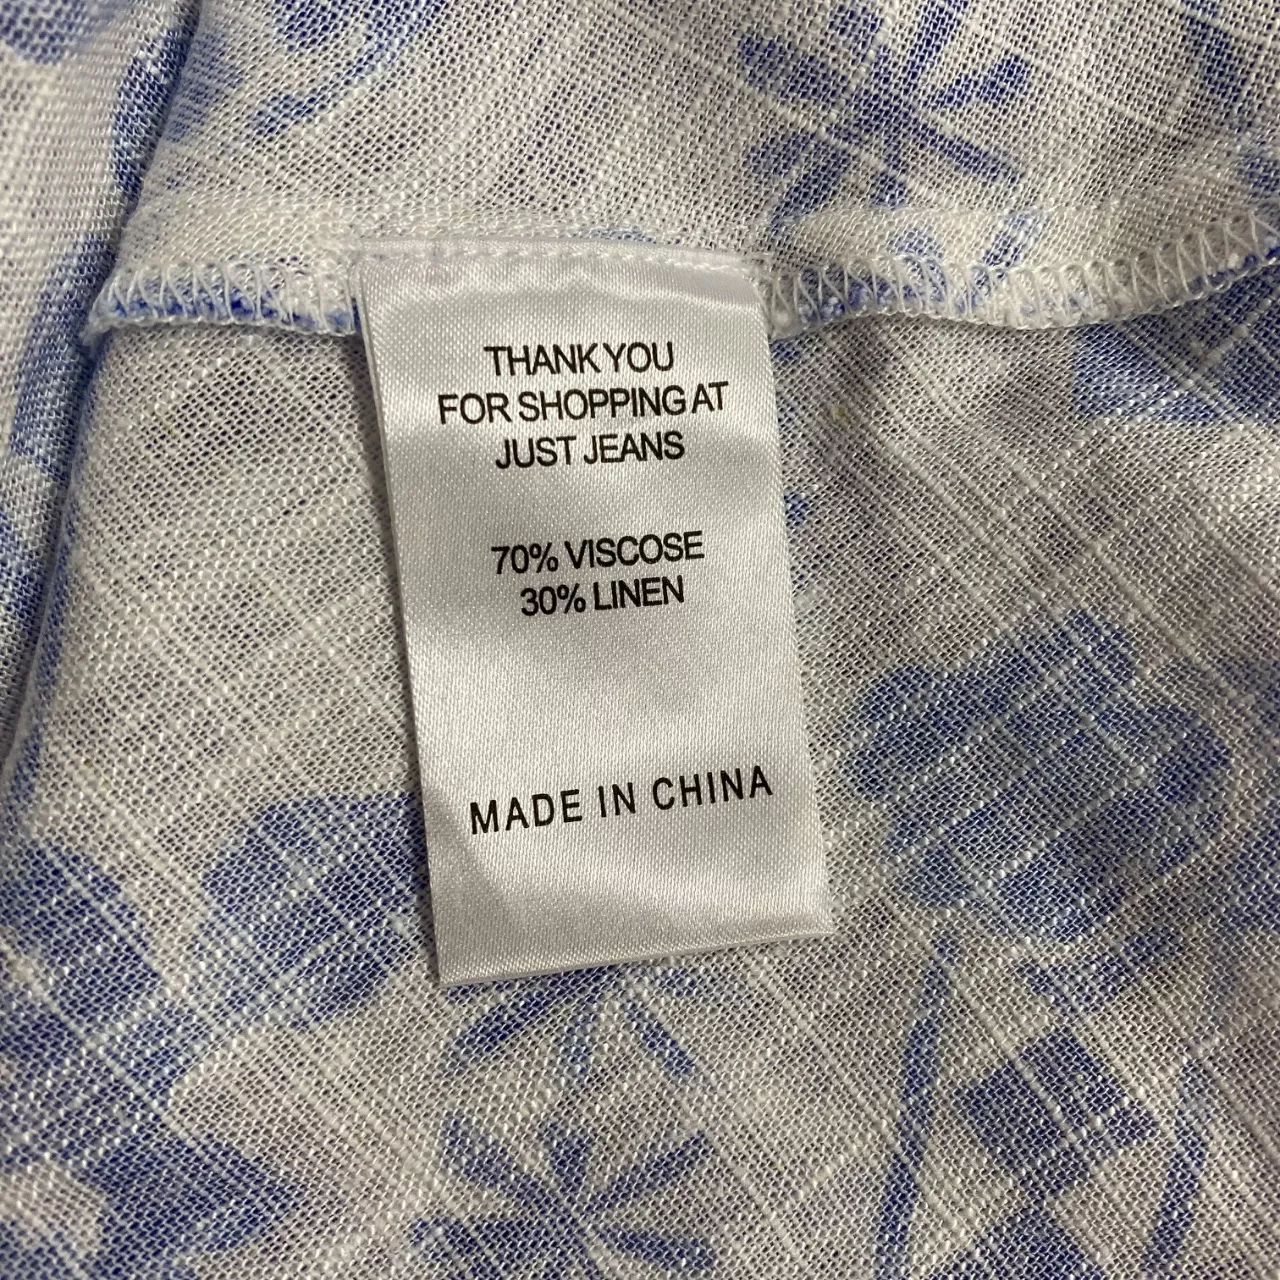 THANK YOU
FOR SHOPPING AT
JUST JEANS
70% VISCOSE
30% LINEN
MADE IN CHINA